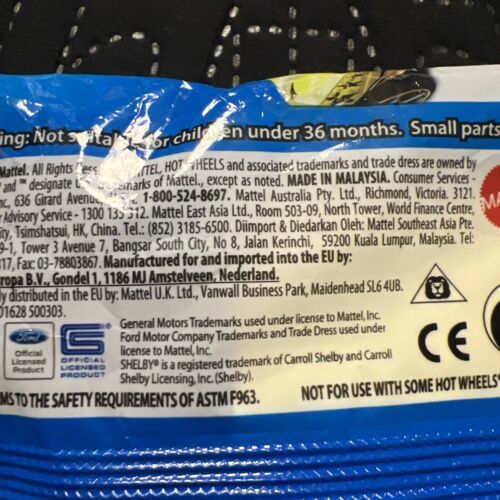 ing: Not suitable for children under 36 months. Small parts
Mattel. All Rights MATTEL, HOT WHEELS and associated trademarks and trade dress are owned by
and ™ designate trademarks of Mattel, except as noted. MADE IN MALAYSIA. Consumer Services -
nc., 636 Girard Avenue 1-800-524-8697. Mattel Australia Pty. Ltd., Richmond, Victoria. 3121.
r Advisory Service - 1300 135 312. Mattel East Asia Ltd., Room 503-09, North Tower, World Finance Centre,
ty, Tsimshatsui, HK, China. Tel.: (852) 3185-6500. Diimport & Diedarkan Oleh: Mattel Southeast Asia Pte.
9-1, Tower 3 Avenue 7, Bangsar South City, No 8, Jalan Kerinchi, 59200 Kuala Lumpur, Malaysia. Tel:
817, Fax: 03-78803867. Manufactured for and imported into the EU by:
uropa B.V., Gondel 1, 1186 MJ Amstelveen, Nederland.
ly distributed in the EU by: Mattel U.K. Ltd., Vanwall Business Park, Maidenhead SL6 4UB.
01628 500303.
General Motors Trademarks used under license to Mattel, Inc.
Ford Motor Company Trademarks and Trade Dress used under
license to Mattel, Inc.
SHELBY® is a registered trademark of Carroll Shelby and Carroll
Shelby Licensing, Inc. (Shelby).
Ford
Official
Licensed
Product
CS
OFFICIAL
LICENSED
PRODUCT
CE
MA
MS TO THE SAFETY REQUIREMENTS OF ASTM F963.
NOT FOR USE WITH SOME HOT WHEELS®